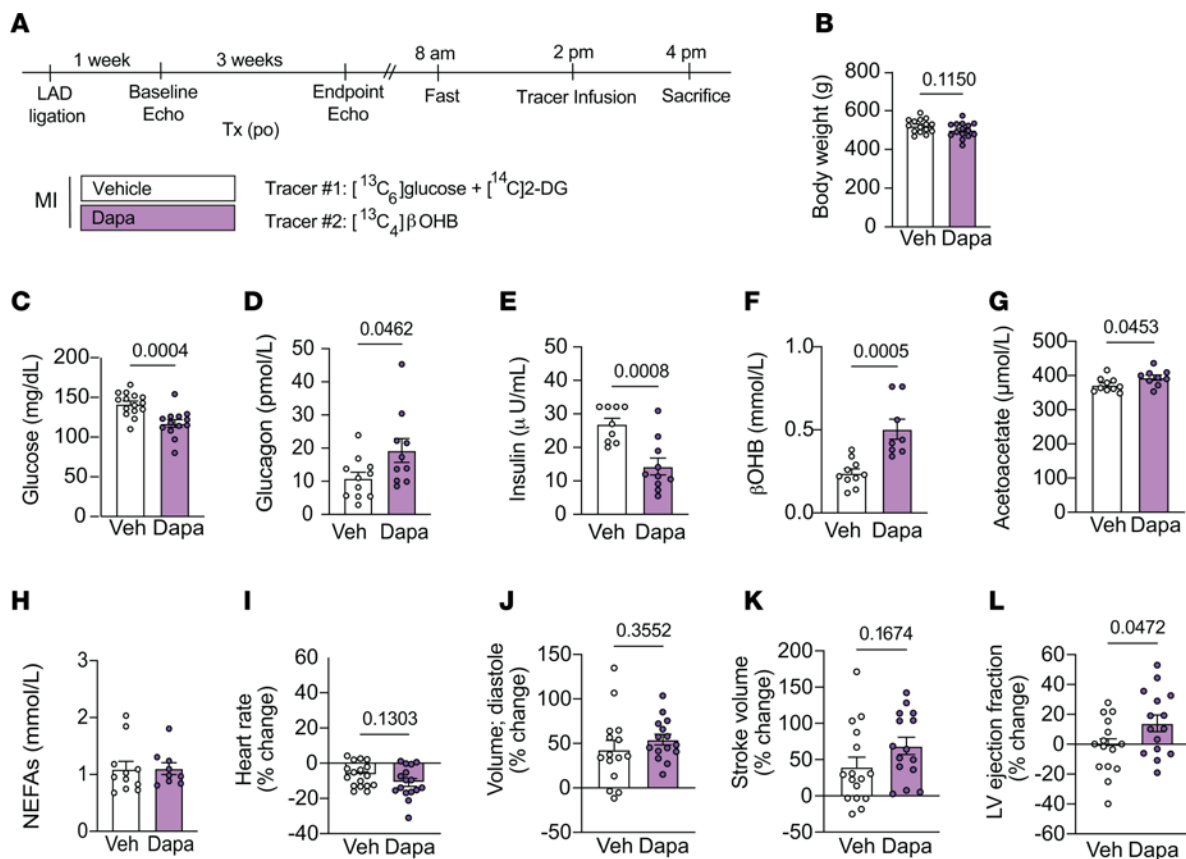 A
1 week
3 weeks
8 am
2 pm
4 pm
LAD
ligation
Baseline
Echo
Endpoint
Echo
Fast
Tracer Infusion
Sacrifice
Tx (po)
MI
Vehicle
Dapa
Tracer #1: [¹³C₆]glucose + [¹⁴C]2-DG
Tracer #2: [¹³C₄]βOHB
B
Body weight (g)
800
600
400
200
0
0.1150
Veh Dapa
C
Glucose (mg/dL)
200
150
100
50
0
0.0004
Veh Dapa
D
Glucagon (pmol/L)
50
40
30
20
10
0
0.0462
Veh Dapa
E
Insulin (μ U/mL)
50
40
30
20
10
0
0.0008
Veh Dapa
F
βOHB (mmol/L)
1.0
0.5
0.0
0.0005
Veh Dapa
G
Acetoacetate (μmol/L)
500
400
300
200
100
0
0.0453
Veh Dapa
H
NEFAs (mmol/L)
3
2
1
0
Veh Dapa
I
Heart rate
(% change)
60
40
20
0
-20
-40
0.1303
Veh Dapa
J
Volume; diastole
(% change)
150
100
50
0
-50
0.3552
Veh Dapa
K
Stroke volume
(% change)
200
150
100
50
0
-50
0.1674
Veh Dapa
L
LV ejection fraction
(% change)
60
40
20
0
-20
-40
-60
0.0472
Veh Dapa